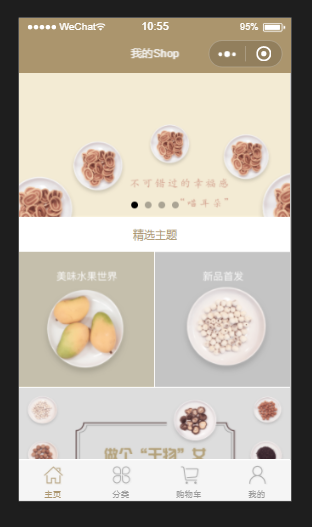 WeChat 10:55 95%
我的Shop
不可错过的幸福感
“喵斗朵”
精选主题
美味水果世界
新品首发
做个“干物”女
主页 分类 购物车 我的